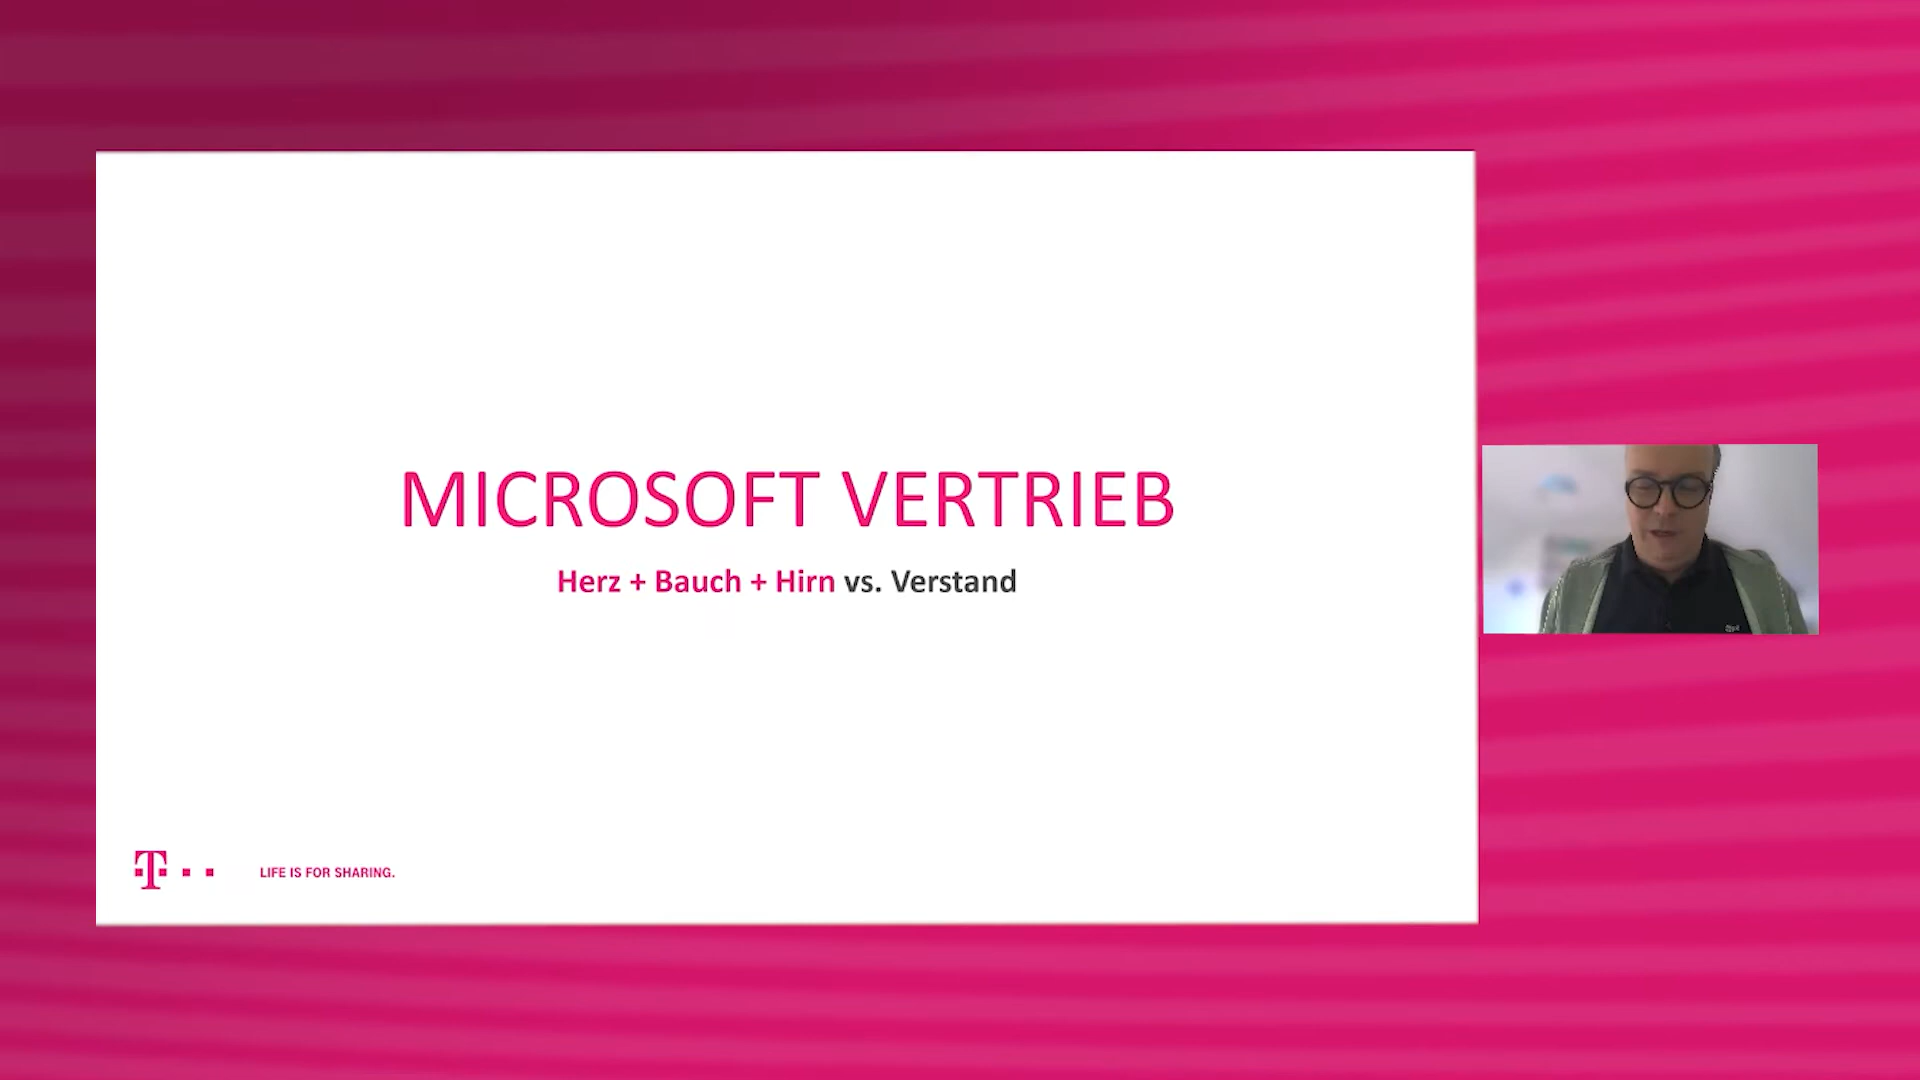 MICROSOFT VERTRIEB
Herz + Bauch + Hirn vs. Verstand
T
LIFE IS FOR SHARING.